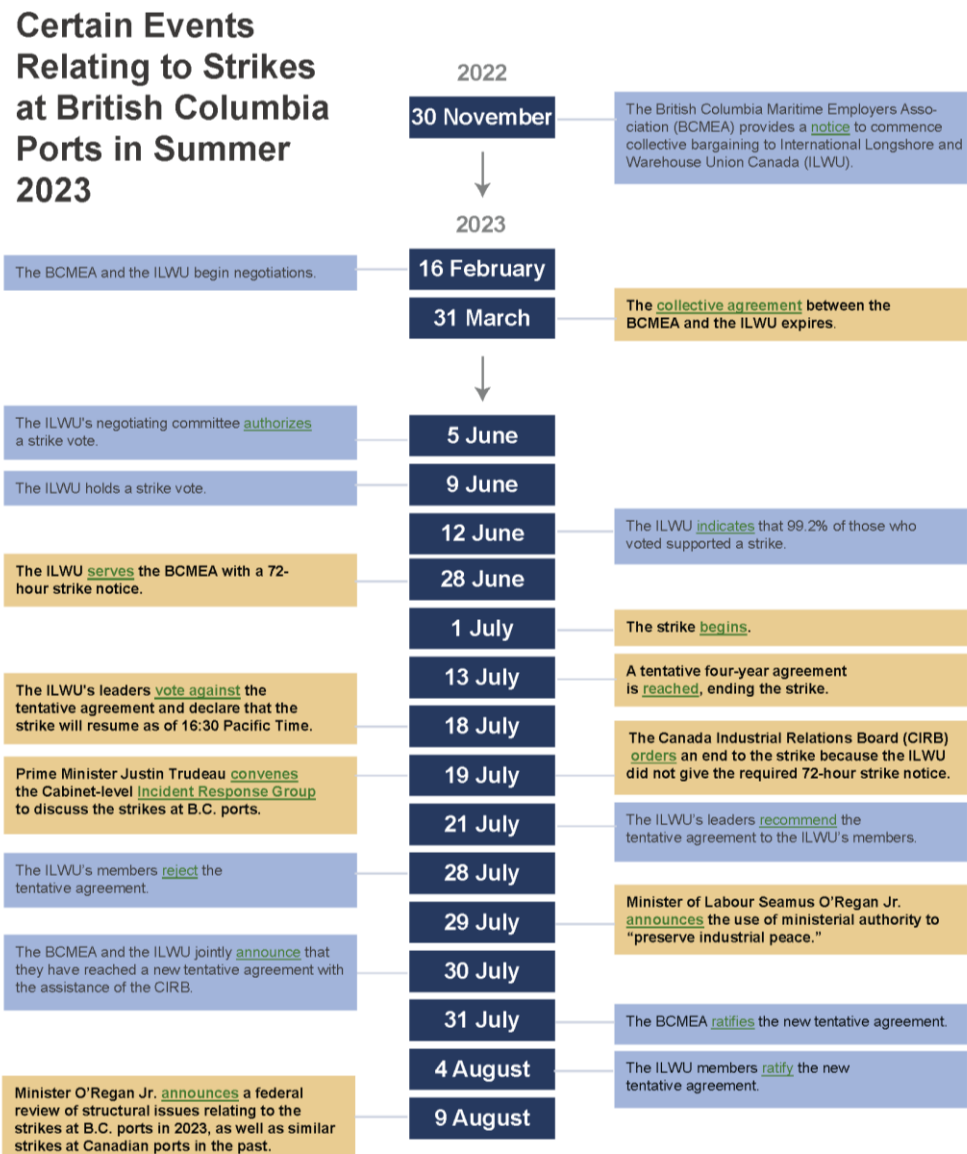 Certain Events
Relating to Strikes
at British Columbia
Ports in Summer
2023
2022
30 November
The British Columbia Maritime Employers Asso-
ciation (BCMEA) provides a notice to commence
collective bargaining to International Longshore and
Warehouse Union Canada (ILWU).
2023
The BCMEA and the ILWU begin negotiations.
16 February
31 March
The collective agreement between the
BCMEA and the ILWU expires.
The ILWU's negotiating committee authorizes
a strike vote.
5 June
The ILWU holds a strike vote.
9 June
12 June
The ILWU indicates that 99.2% of those who
voted supported a strike.
The ILWU serves the BCMEA with a 72-
hour strike notice.
28 June
1 July
The strike begins.
13 July
A tentative four-year agreement
is reached, ending the strike.
The ILWU's leaders vote against the
tentative agreement and declare that the
strike will resume as of 16:30 Pacific Time.
18 July
The Canada Industrial Relations Board (CIRB)
orders an end to the strike because the ILWU
did not give the required 72-hour strike notice.
Prime Minister Justin Trudeau convenes
the Cabinet-level Incident Response Group
to discuss the strikes at B.C. ports.
19 July
21 July
The ILWU's leaders recommend the
tentative agreement to the ILWU's members.
The ILWU's members reject the
tentative agreement.
28 July
29 July
Minister of Labour Seamus O'Regan Jr.
announces the use of ministerial authority to
“preserve industrial peace.”
The BCMEA and the ILWU jointly announce that
they have reached a new tentative agreement with
the assistance of the CIRB.
30 July
31 July
The BCMEA ratifies the new tentative agreement.
4 August
The ILWU members ratify the new
tentative agreement.
Minister O'Regan Jr. announces a federal
review of structural issues relating to the
strikes at B.C. ports in 2023, as well as similar
strikes at Canadian ports in the past.
9 August